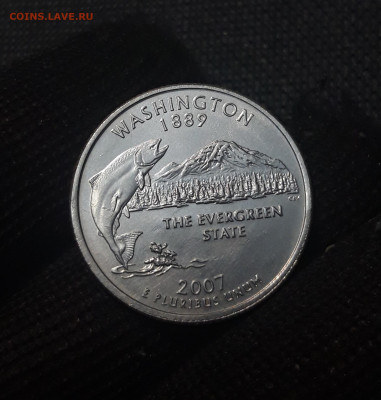 COINS.LAVE.RU
WASHINGTON
1889
THE EVERGREEN
STATE
2007
E PLURIBUS UNUM